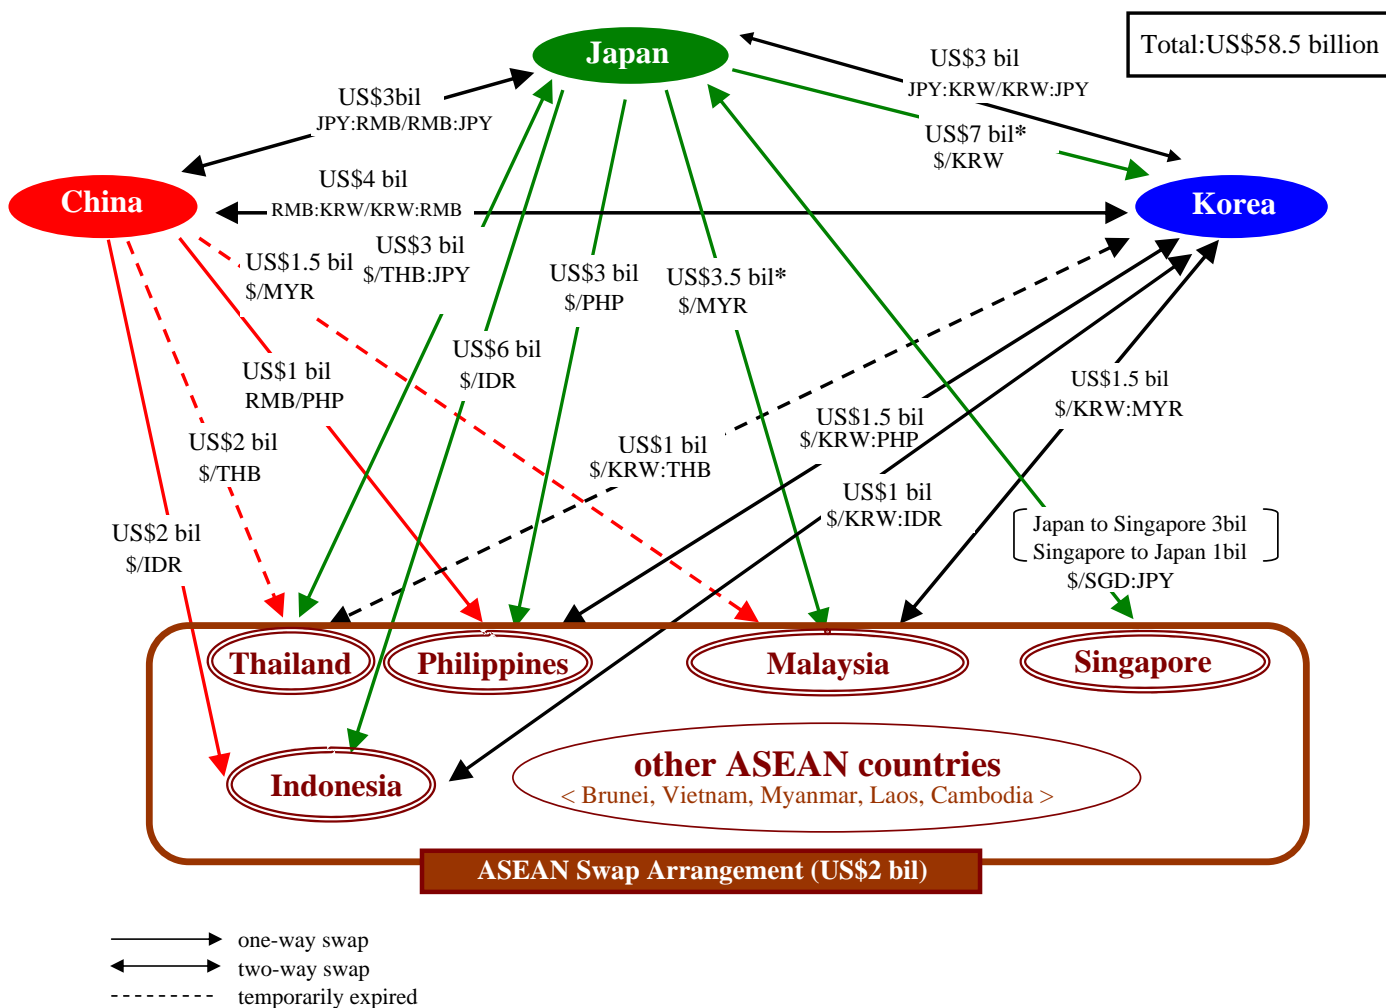 Japan
Total:US$58.5 billion
US$3 bil
JPY:KRW/KRW:JPY
US$3bil
JPY:RMB/RMB:JPY
US$7 bil*
$/KRW
China
US$4 bil
RMB:KRW/KRW:RMB
Korea
US$1.5 bil
$/MYR
US$3 bil
$/THB:JPY
US$3 bil
$/PHP
US$3.5 bil*
$/MYR
US$6 bil
$/IDR
US$1 bil
RMB/PHP
US$1.5 bil
$/KRW:MYR
US$2 bil
$/THB
US$1 bil
$/KRW:THB
US$1.5 bil
$/KRW:PHP
US$1 bil
$/KRW:IDR
US$2 bil
$/IDR
Japan to Singapore 3bil
Singapore to Japan 1bil
$/SGD:JPY
Thailand
Philippines
Malaysia
Singapore
Indonesia
other ASEAN countries
< Brunei, Vietnam, Myanmar, Laos, Cambodia >
ASEAN Swap Arrangement (US$2 bil)
one-way swap
two-way swap
temporarily expired